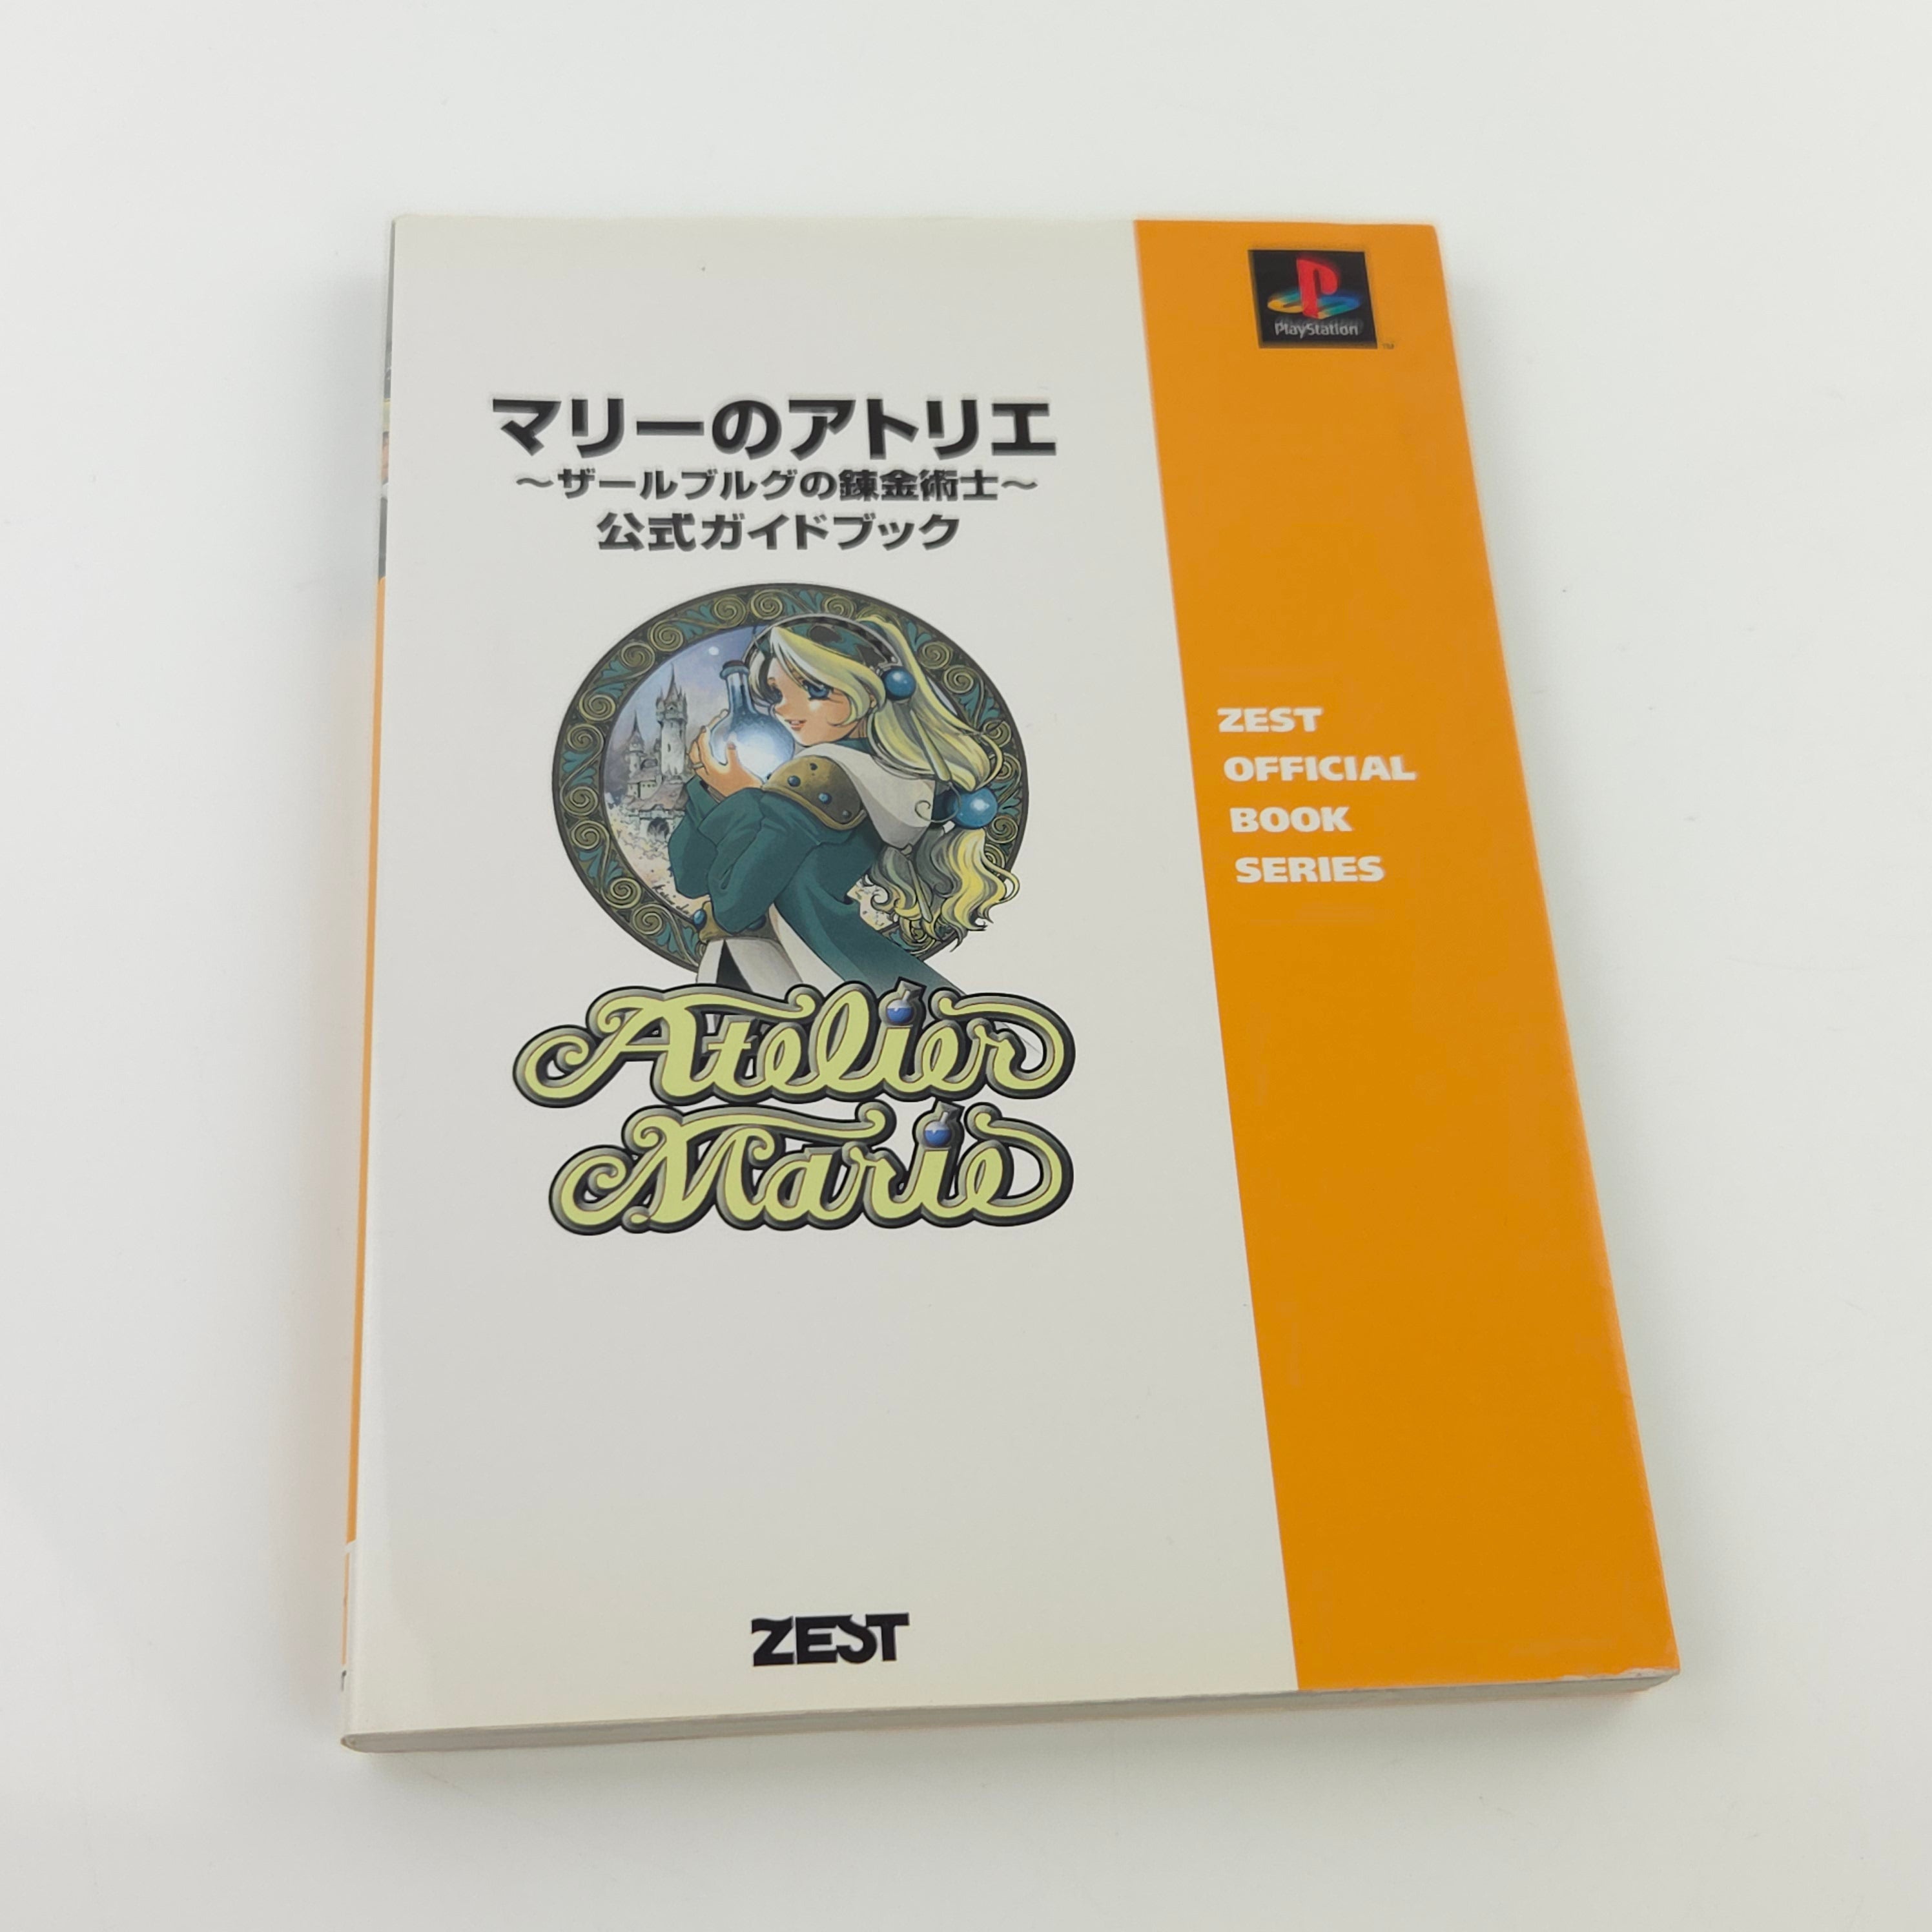 PlayStation
TM
マリーのアトリエ
～ザールブルグの錬金術士～
公式ガイドブック
ZEST
OFFICIAL
BOOK
SERIES
Atelier
Marie
ZEST